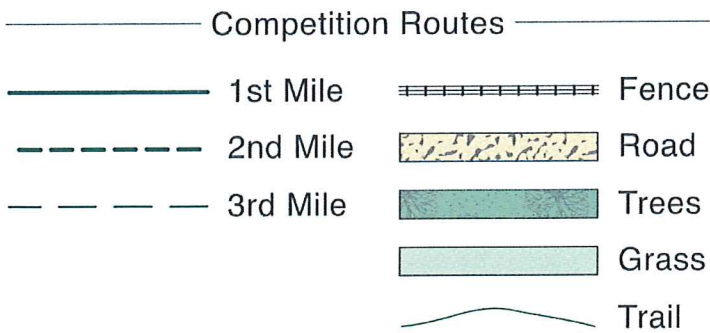 Competition Routes
1st Mile
Fence
2nd Mile
Road
3rd Mile
Trees
Grass
Trail